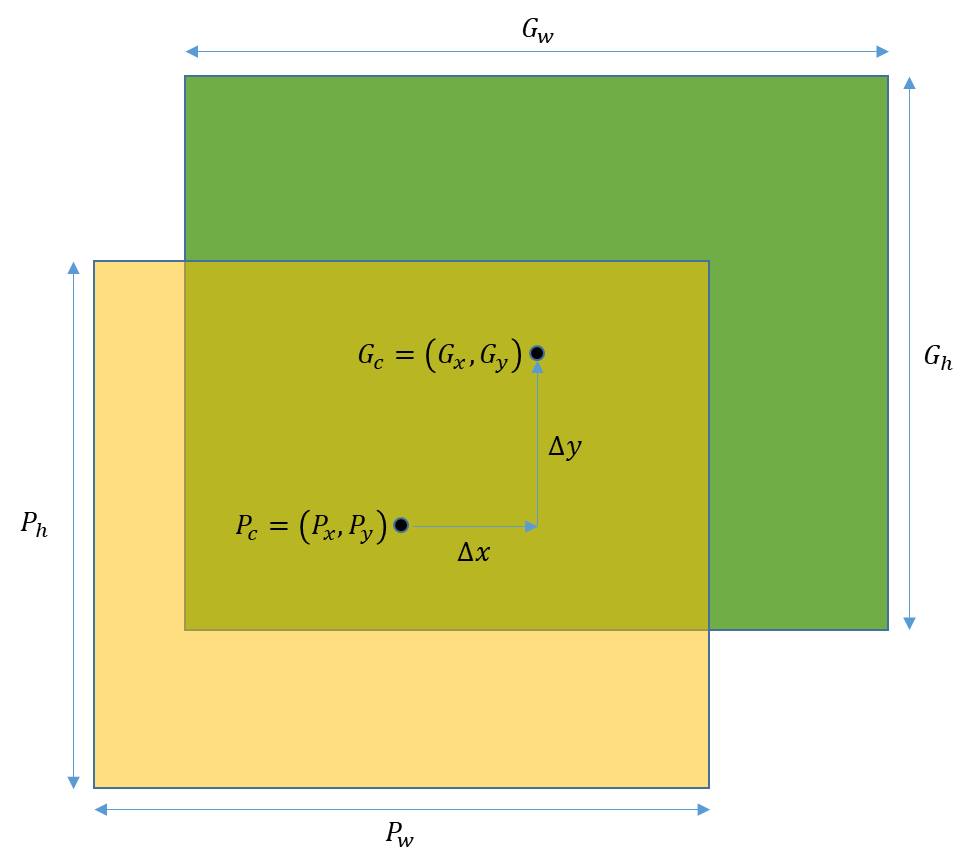 G_w
G_c = (G_x, G_y)
G_h
Δy
P_h
P_c = (P_x, P_y)
Δx
P_w